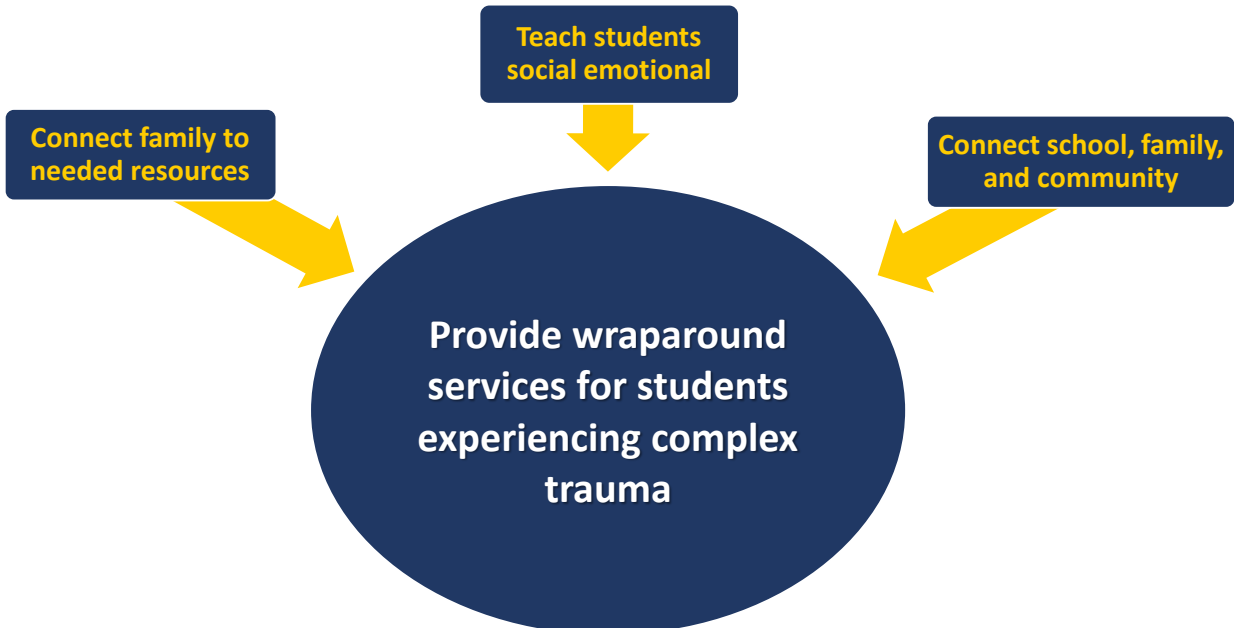 Teach students
social emotional
Connect family to
needed resources
Connect school, family,
and community
Provide wraparound
services for students
experiencing complex
trauma